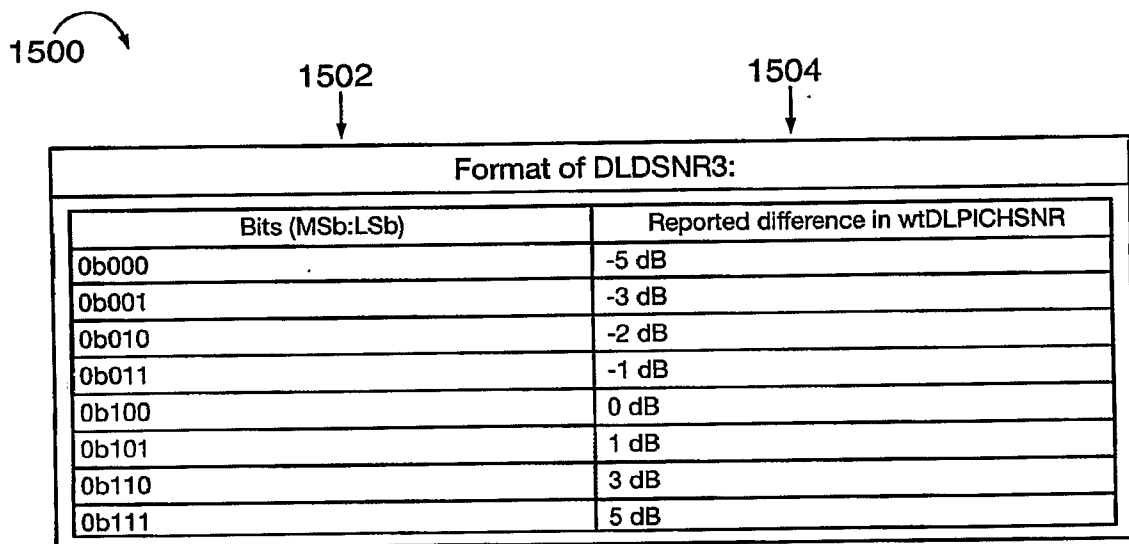 1500
1502 1504
Format of DLDSNR3:
Bits (MSb:LSb) Reported difference in wtDLPICHSNR
0b000 -5 dB
0b001 -3 dB
0b010 -2 dB
0b011 -1 dB
0b100 0 dB
0b101 1 dB
0b110 3 dB
0b111 5 dB